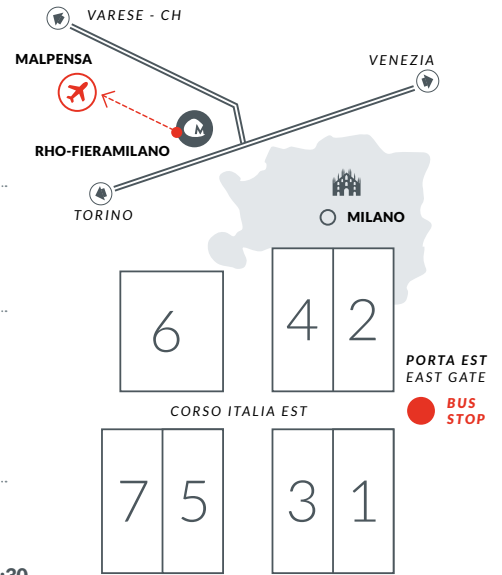 VARESE - CH
MALPENSA
VENEZIA
M
RHO-FIERAMILANO
TORINO
MILANO
6
4
2
PORTA EST
EAST GATE
BUS
STOP
CORSO ITALIA EST
7
5
3
1
:30